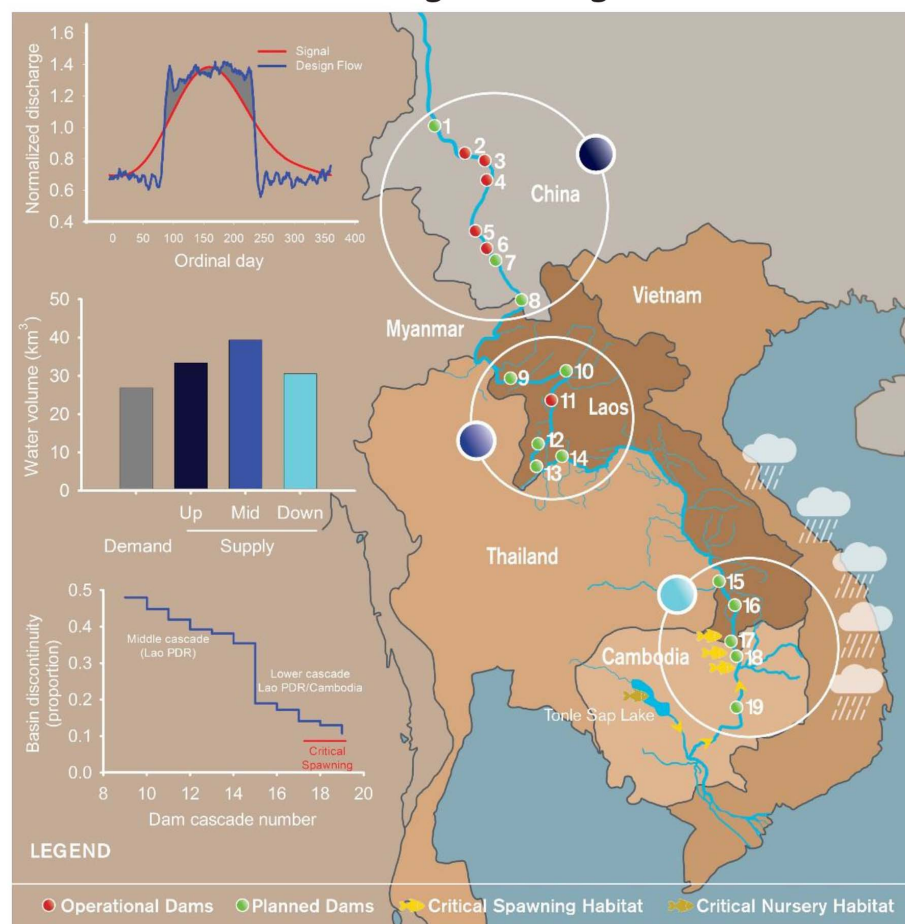 1.6
1.4
1.2
1.0
0.8
0.6
0.4
Normalized discharge
Signal
Design Flow
0 50 100 150 200 250 300 350 400
Ordinal day
50
40
30
20
10
0
Water volume (km³)
Up Mid Down
Demand Supply
0.5
0.4
0.3
0.2
0.1
0.0
Basin discontinuity
(proportion)
Middle cascade
(Lao PDR)
Lower cascade
Lao PDR/Cambodia
Critical
Spawning
8 10 12 14 16 18 20
Dam cascade number
1
2
3
4
China
5
6
7
8
Vietnam
Myanmar
9
10
11
Laos
12
13
14
Thailand
15
16
17
18
Cambodia
19
Tonle Sap Lake
LEGEND
Operational Dams Planned Dams Critical Spawning Habitat Critical Nursery Habitat